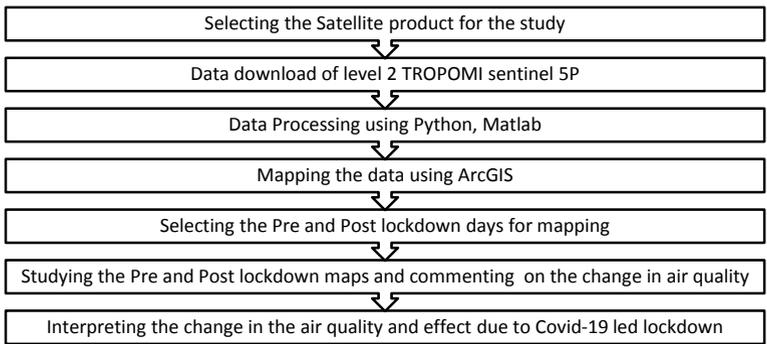 Selecting the Satellite product for the study
Data download of level 2 TROPOMI sentinel 5P
Data Processing using Python, Matlab
Mapping the data using ArcGIS
Selecting the Pre and Post lockdown days for mapping
Studying the Pre and Post lockdown maps and commenting on the change in air quality
Interpreting the change in the air quality and effect due to Covid-19 led lockdown